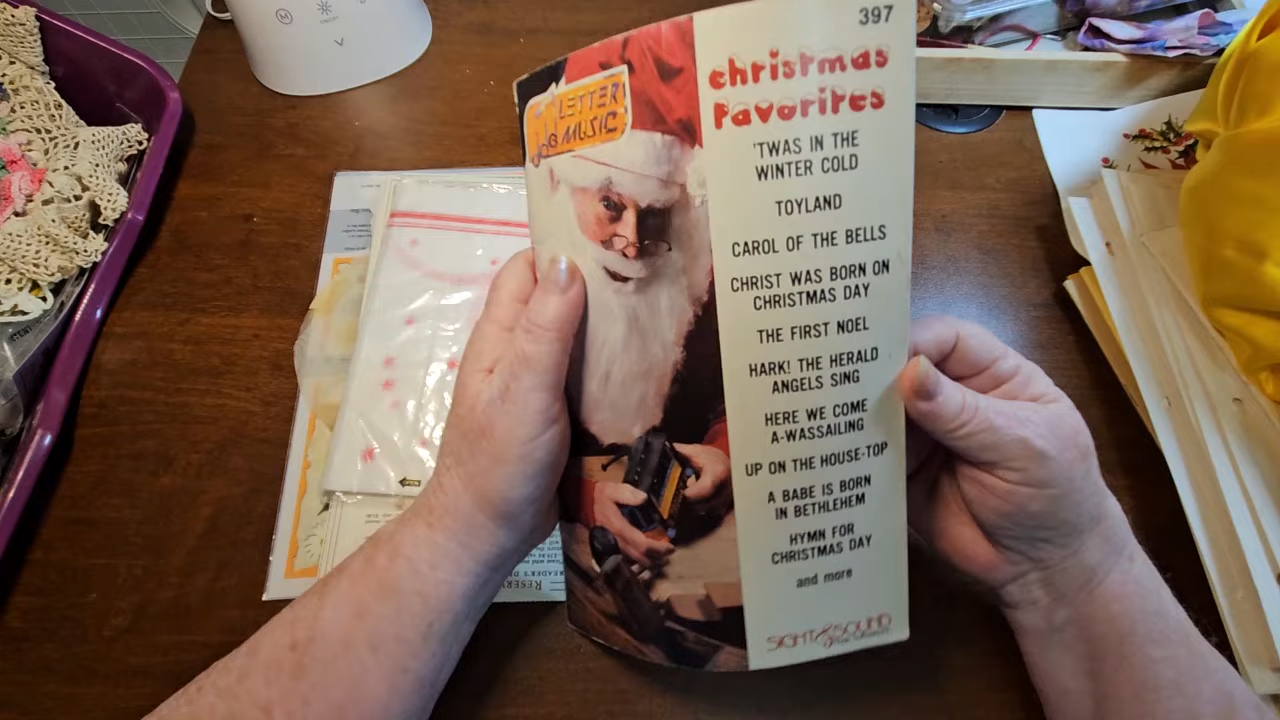 397
christmas
favorites
LETTER
MUSIC
'TWAS IN THE
WINTER COLD
TOYLAND
CAROL OF THE BELLS
CHRIST WAS BORN ON
CHRISTMAS DAY
THE FIRST NOEL
HARK! THE HERALD
ANGELS SING
HERE WE COME
A-WASSAILING
UP ON THE HOUSE-TOP
A BABE IS BORN
IN BETHLEHEM
HYMN FOR
CHRISTMAS DAY
and more
SIGHT & SOUND
M
OPEN